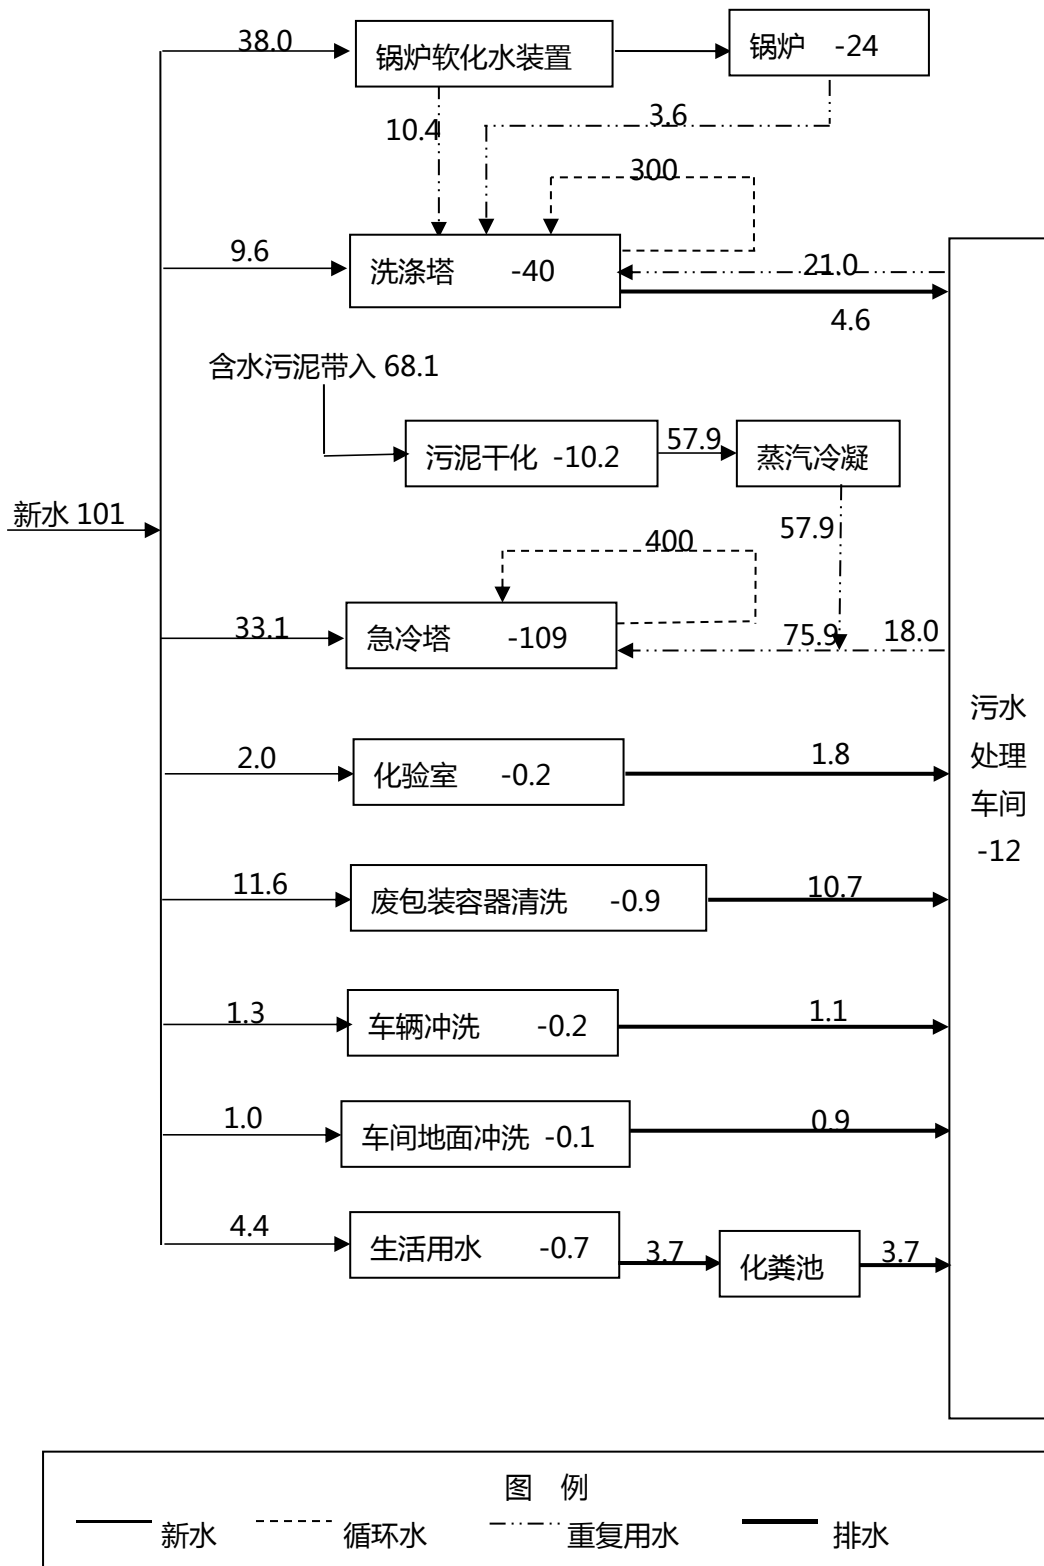 38.0
锅炉软化水装置
锅炉 -24
10.4
3.6
300
9.6
洗涤塔 -40
21.0
4.6
含水污泥带入 68.1
污泥干化 -10.2
57.9
蒸汽冷凝
新水 101
57.9
400
33.1
急冷塔 -109
75.9
18.0
污水
处理
车间
-12
2.0
化验室 -0.2
1.8
11.6
废包装容器清洗 -0.9
10.7
1.3
车辆冲洗 -0.2
1.1
1.0
车间地面冲洗 -0.1
0.9
4.4
生活用水 -0.7
3.7
化粪池
3.7
图 例
新水
循环水
重复用水
排水